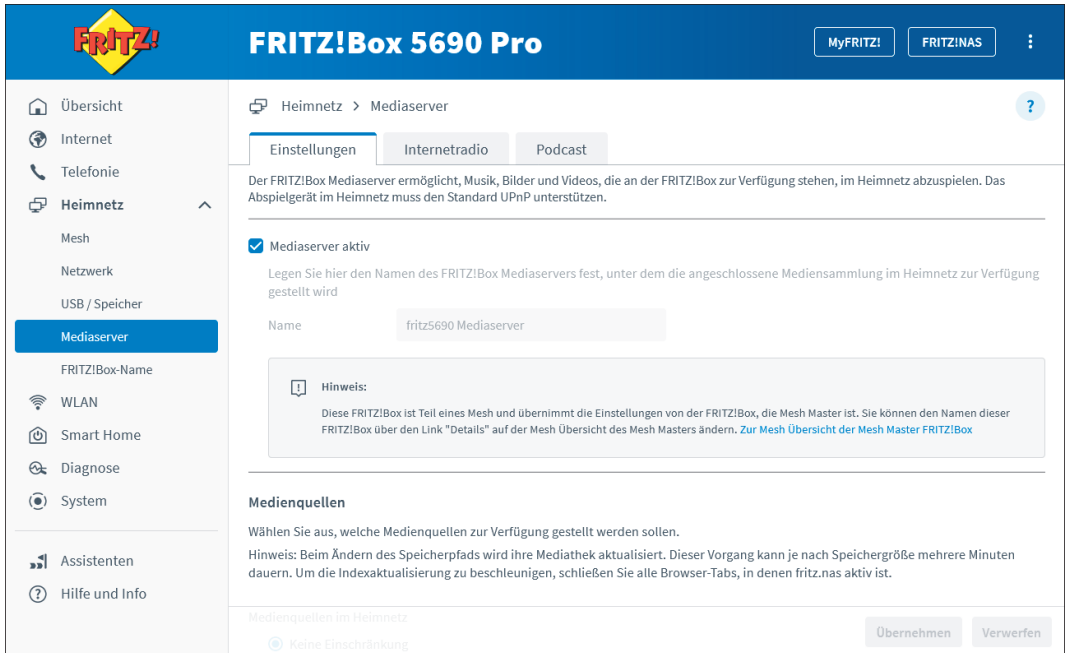 FRITZ!
FRITZ!Box 5690 Pro
MyFRITZ!
FRITZ!NAS
Übersicht
Internet
Telefonie
Heimnetz
Mesh
Netzwerk
USB / Speicher
Mediaserver
FRITZ!Box-Name
WLAN
Smart Home
Diagnose
System
Assistenten
Hilfe und Info
Heimnetz > Mediaserver
?
Einstellungen
Internetradio
Podcast
Der FRITZ!Box Mediaserver ermöglicht, Musik, Bilder und Videos, die an der FRITZ!Box zur Verfügung stehen, im Heimnetz abzuspielen. Das
Abspielgerät im Heimnetz muss den Standard UPnP unterstützen.
Mediaserver aktiv
Legen Sie hier den Namen des FRITZ!Box Mediaservers fest, unter dem die angeschlossene Mediensammlung im Heimnetz zur Verfügung
gestellt wird
Name
fritz5690 Mediaserver
Hinweis:
Diese FRITZ!Box ist Teil eines Mesh und übernimmt die Einstellungen von der FRITZ!Box, die Mesh Master ist. Sie können den Namen dieser
FRITZ!Box über den Link "Details" auf der Mesh Übersicht des Mesh Masters ändern. Zur Mesh Übersicht der Mesh Master FRITZ!Box
Medienquellen
Wählen Sie aus, welche Medienquellen zur Verfügung gestellt werden sollen.
Hinweis: Beim Ändern des Speicherpfads wird ihre Mediathek aktualisiert. Dieser Vorgang kann je nach Speichergröße mehrere Minuten
dauern. Um die Indexaktualisierung zu beschleunigen, schließen Sie alle Browser-Tabs, in denen fritz.nas aktiv ist.
Medienquellen im Heimnetz
Keine Einschränkung
Übernehmen
Verwerfen